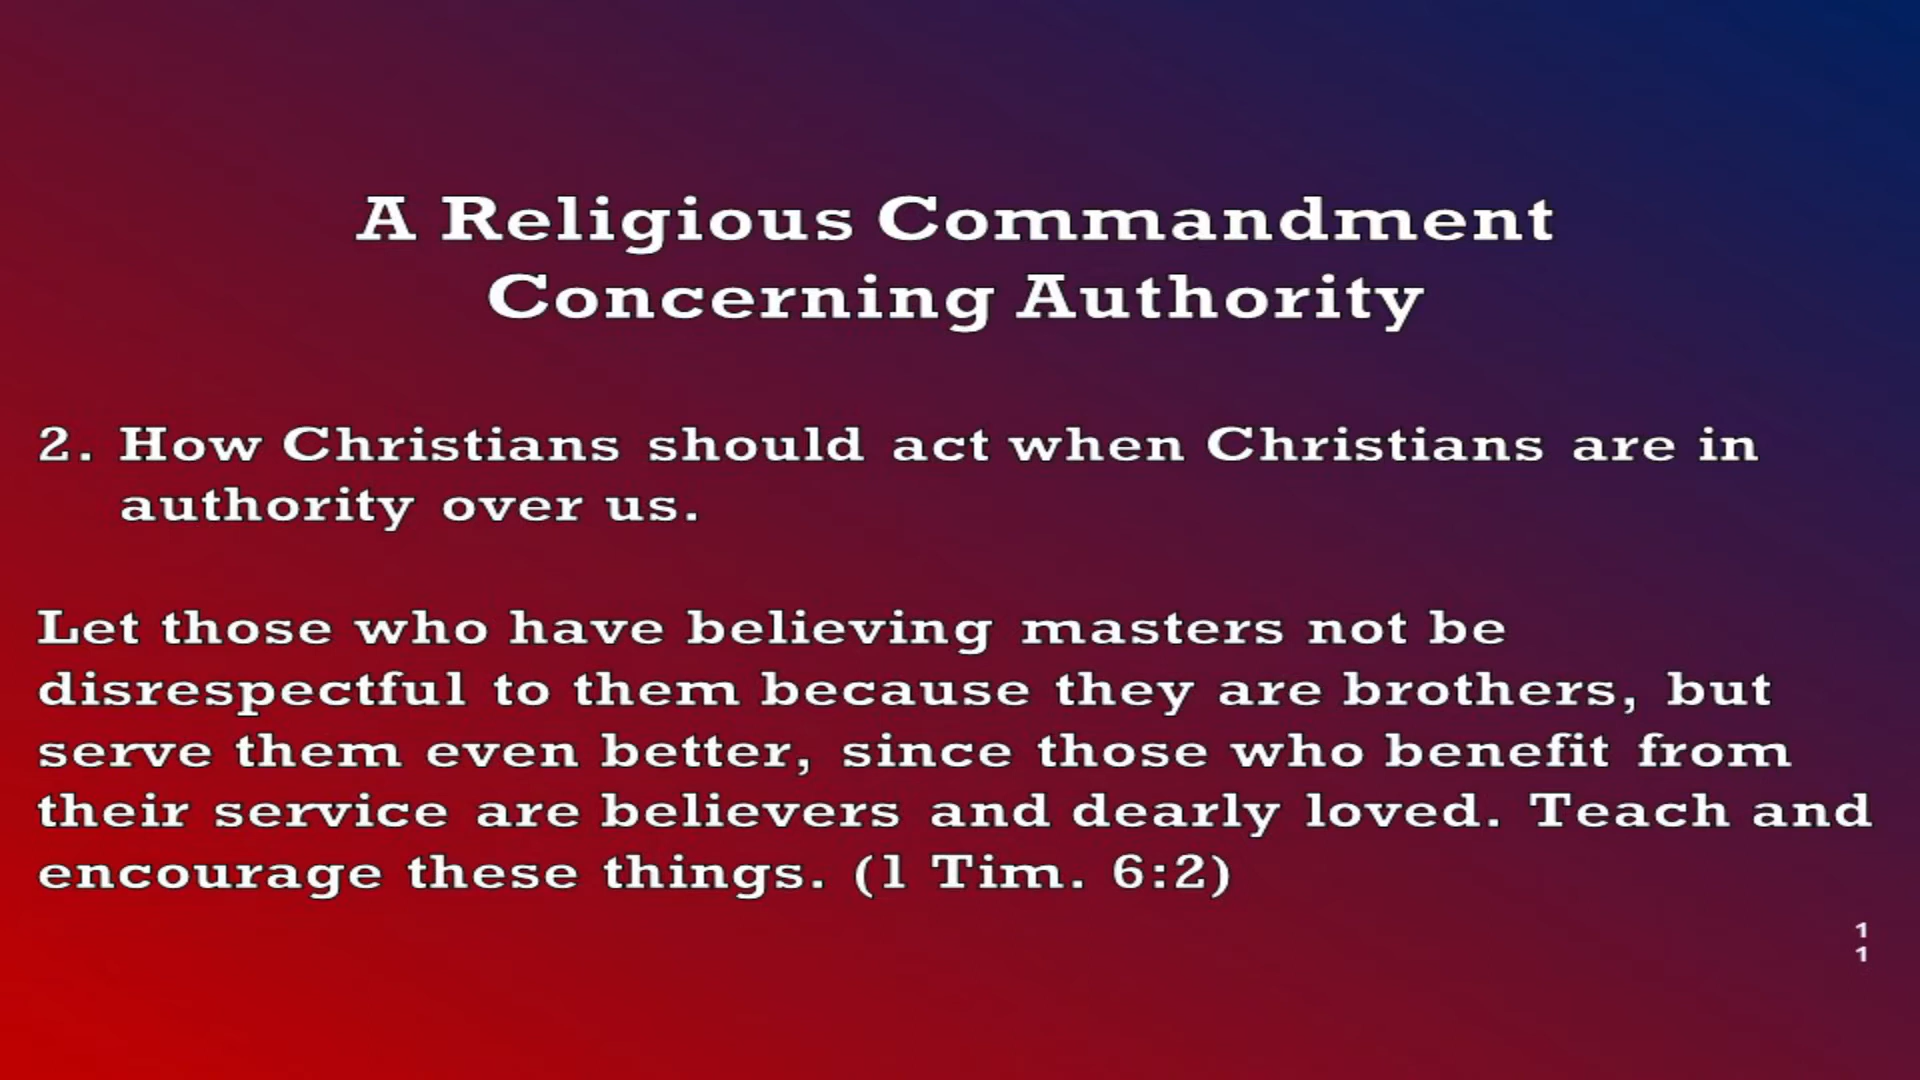 A Religious Commandment
Concerning Authority
2. How Christians should act when Christians are in
authority over us.
Let those who have believing masters not be
disrespectful to them because they are brothers, but
serve them even better, since those who benefit from
their service are believers and dearly loved. Teach and
encourage these things. (1 Tim. 6:2)
1
1